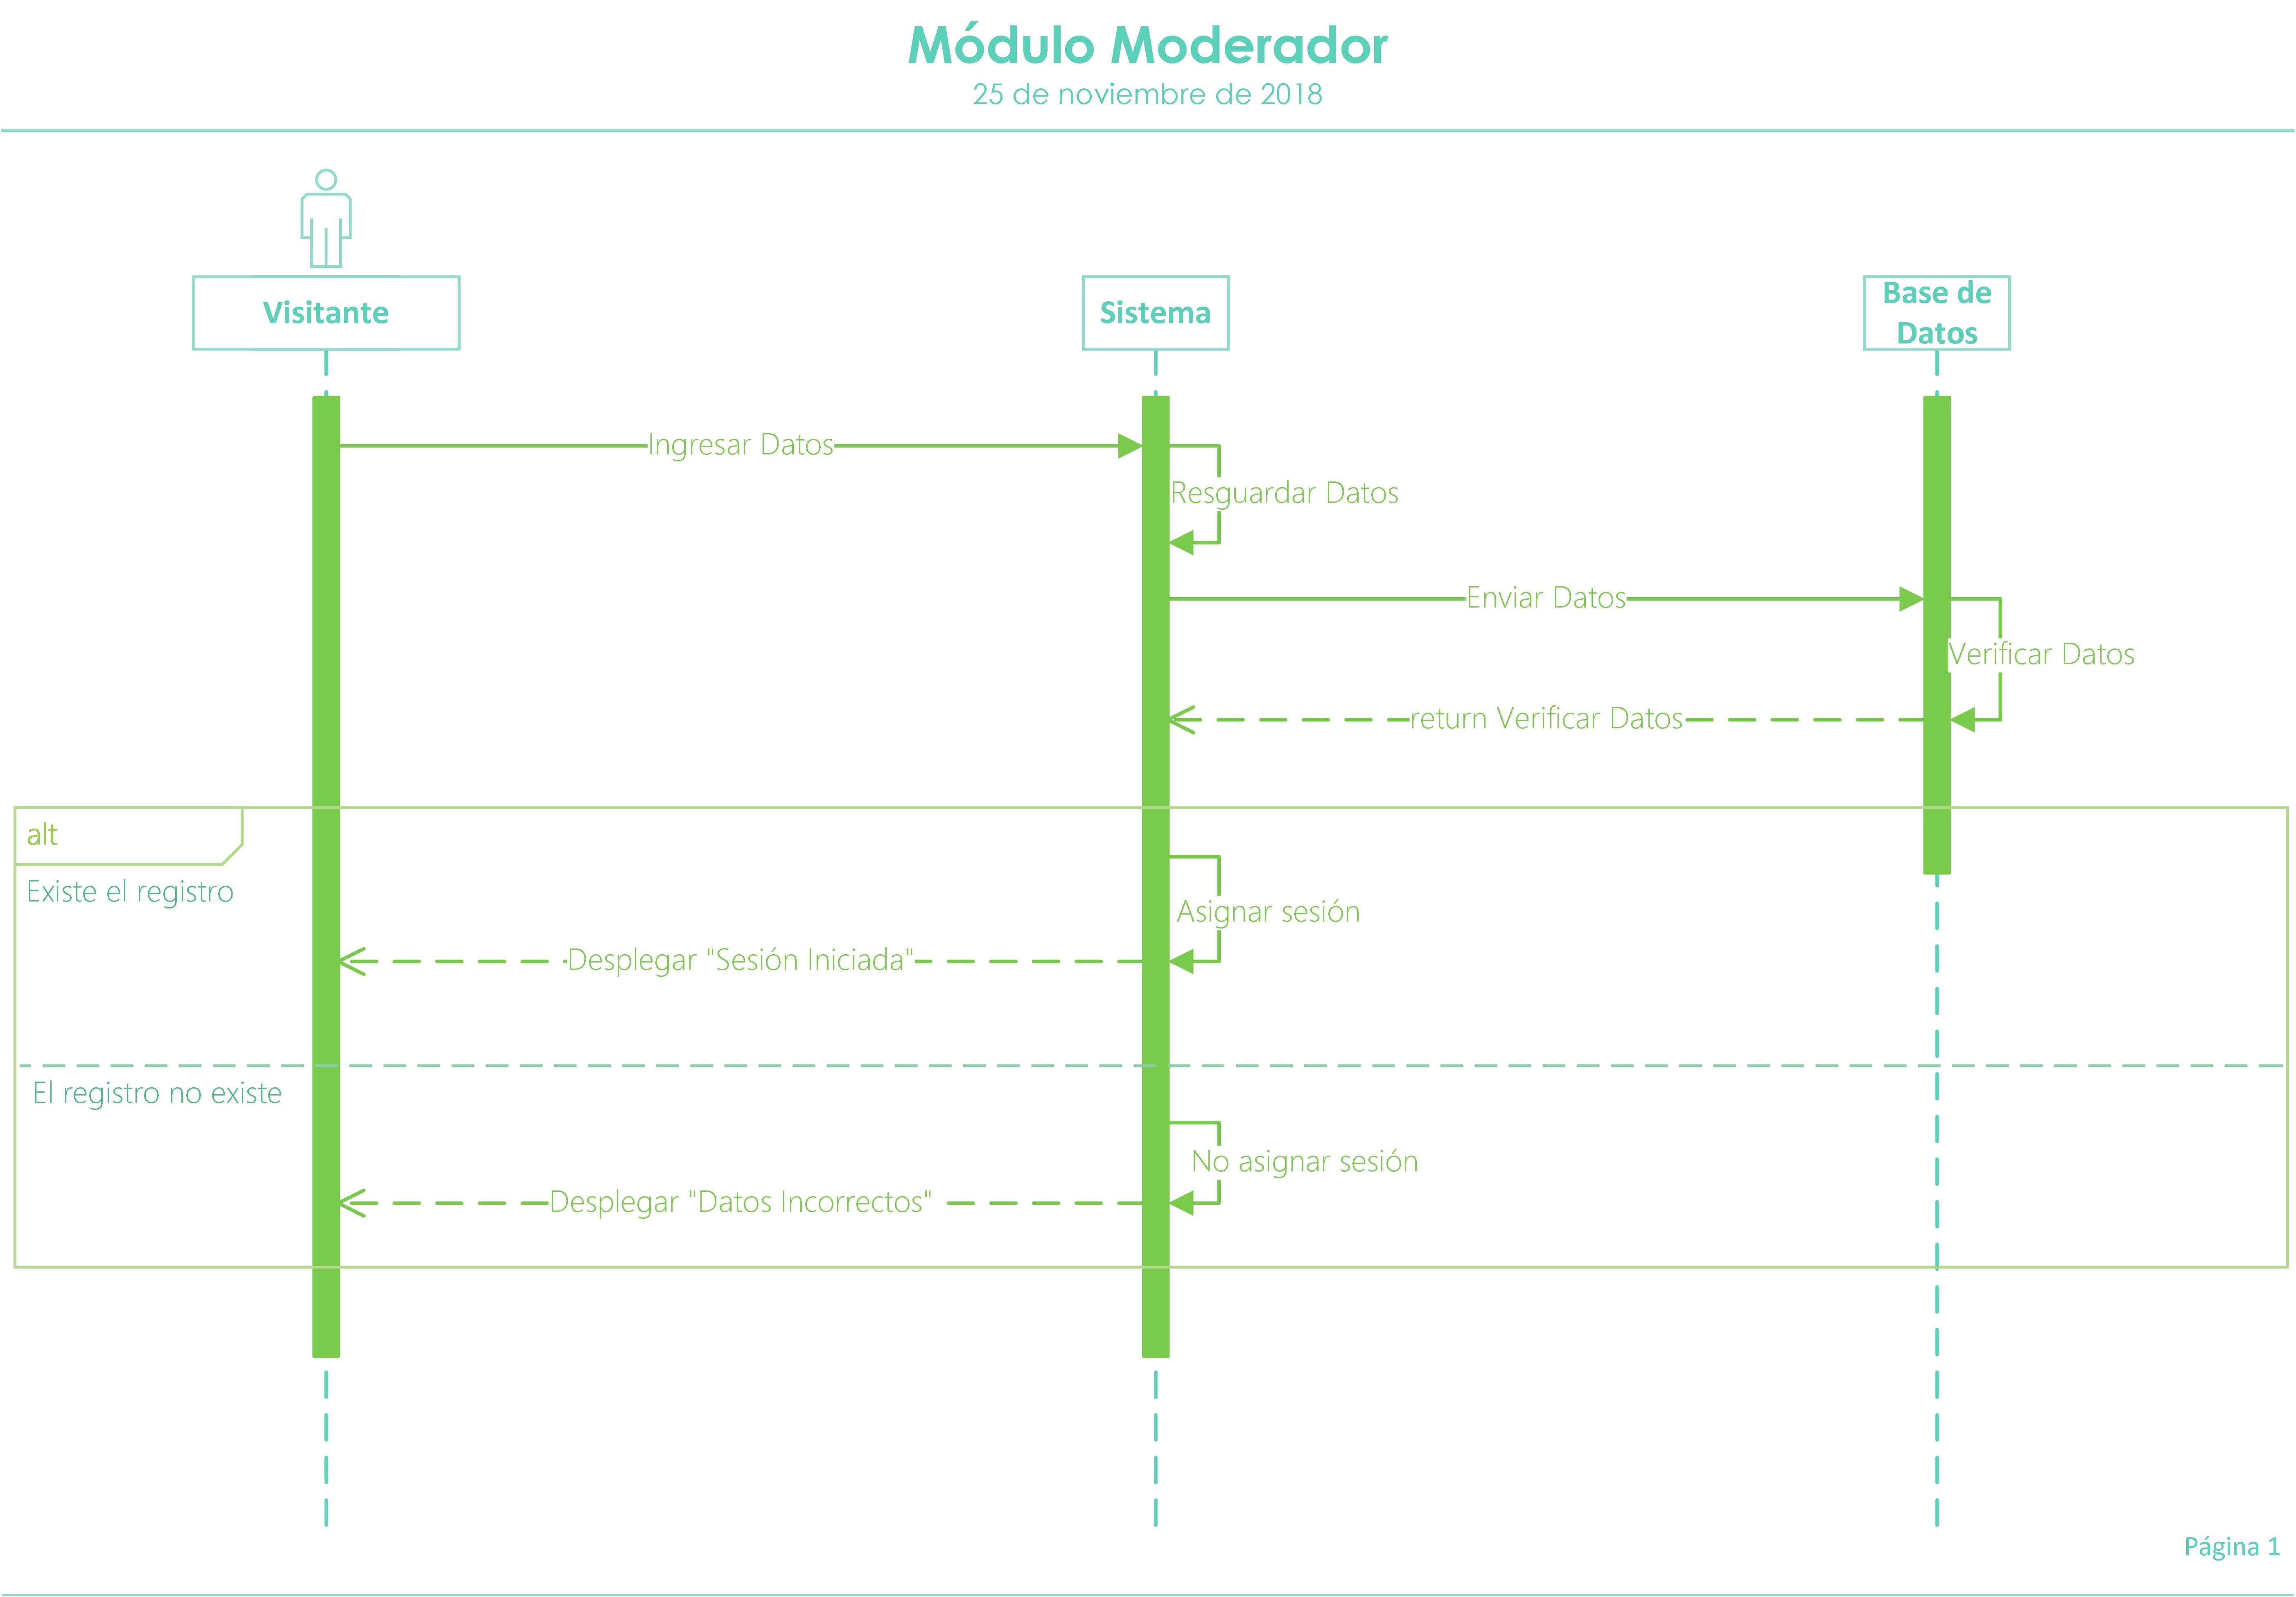 Módulo Moderador
25 de noviembre de 2018
Visitante
Sistema
Base de
Datos
Ingresar Datos
Resguardar Datos
Enviar Datos
Verificar Datos
return Verificar Datos
alt
Existe el registro
Asignar sesión
Desplegar "Sesión Iniciada"
El registro no existe
No asignar sesión
Desplegar "Datos Incorrectos"
Página 1